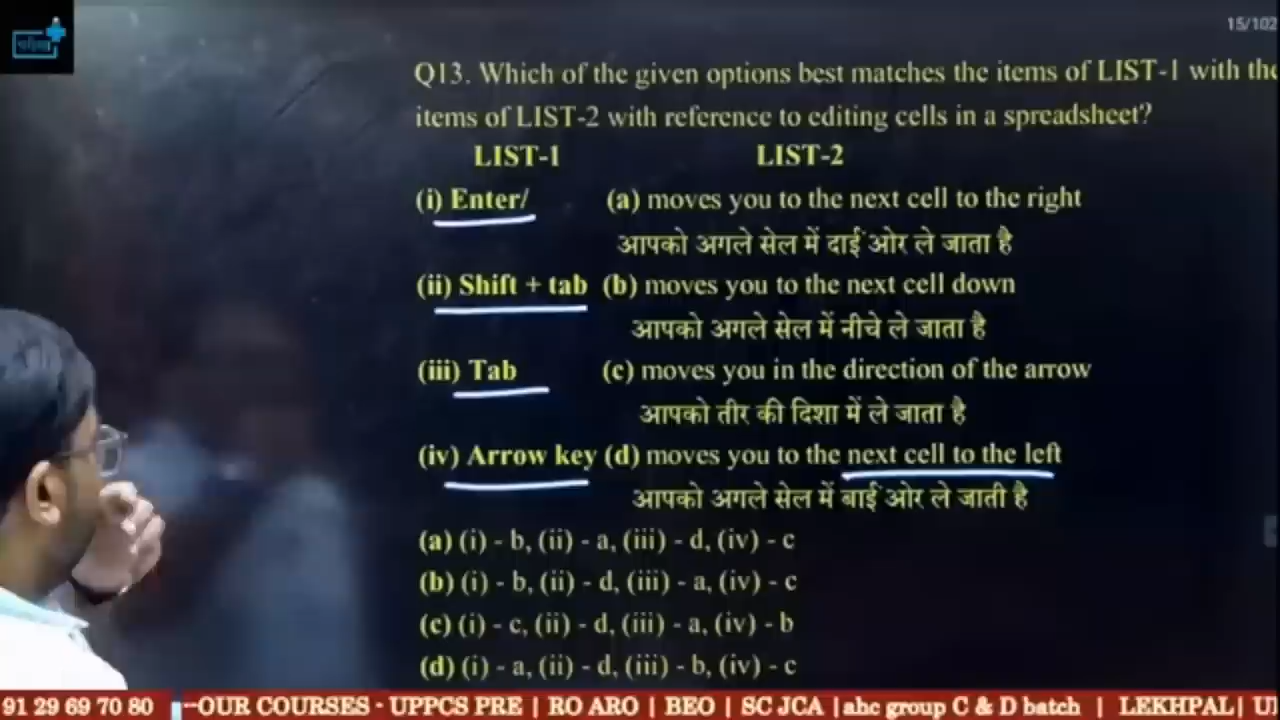 15/102
Q13. Which of the given options best matches the items of LIST-1 with the
items of LIST-2 with reference to editing cells in a spreadsheet?
LIST-1 LIST-2
(i) Enter/ (a) moves you to the next cell to the right
आपको अगले सेल में दाईं ओर ले जाता है
(ii) Shift + tab (b) moves you to the next cell down
आपको अगले सेल में नीचे ले जाता है
(iii) Tab (c) moves you in the direction of the arrow
आपको तीर की दिशा में ले जाता है
(iv) Arrow key (d) moves you to the next cell to the left
आपको अगले सेल में बाईं ओर ले जाती है
(a) (i) - b, (ii) - a, (iii) - d, (iv) - c
(b) (i) - b, (ii) - d, (iii) - a, (iv) - c
(c) (i) - c, (ii) - d, (iii) - a, (iv) - b
(d) (i) - a, (ii) - d, (iii) - b, (iv) - c
91 29 69 70 80 --OUR COURSES - UPPCS PRE | RO ARO | BEO | SC JCA | ahc group C & D batch | LEKHPAL |